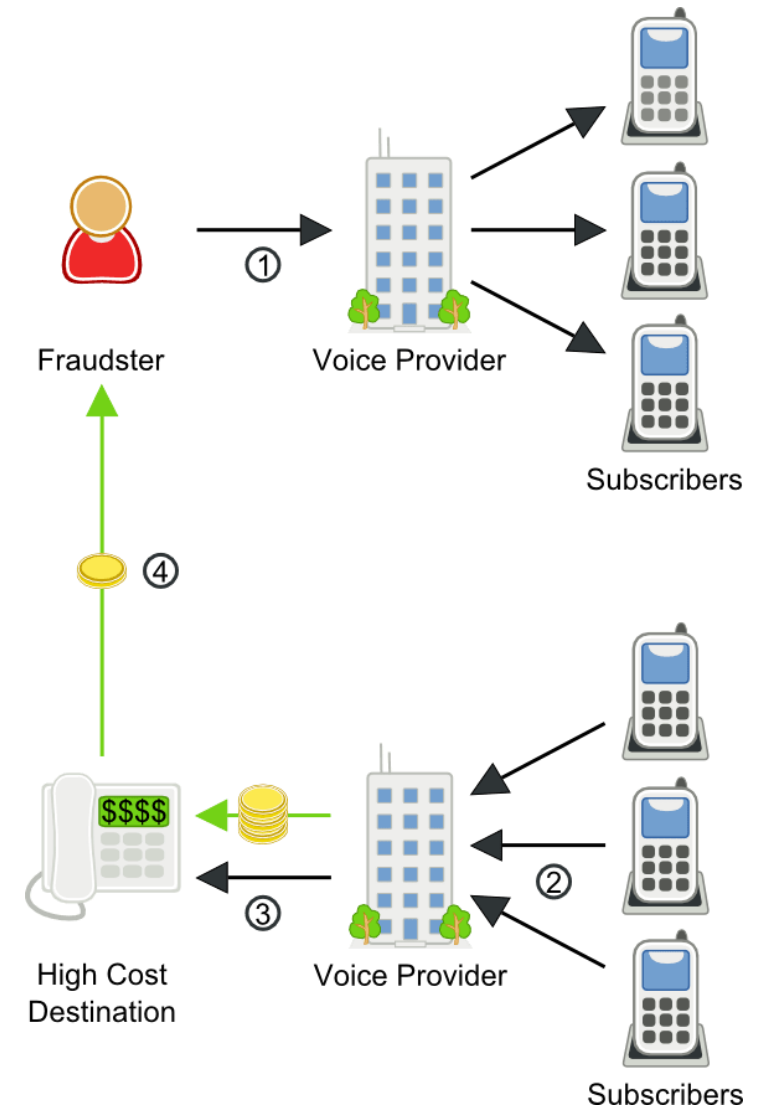 ①
Fraudster
Voice Provider
Subscribers
④
$$$$
②
③
High Cost
Destination
Voice Provider
Subscribers